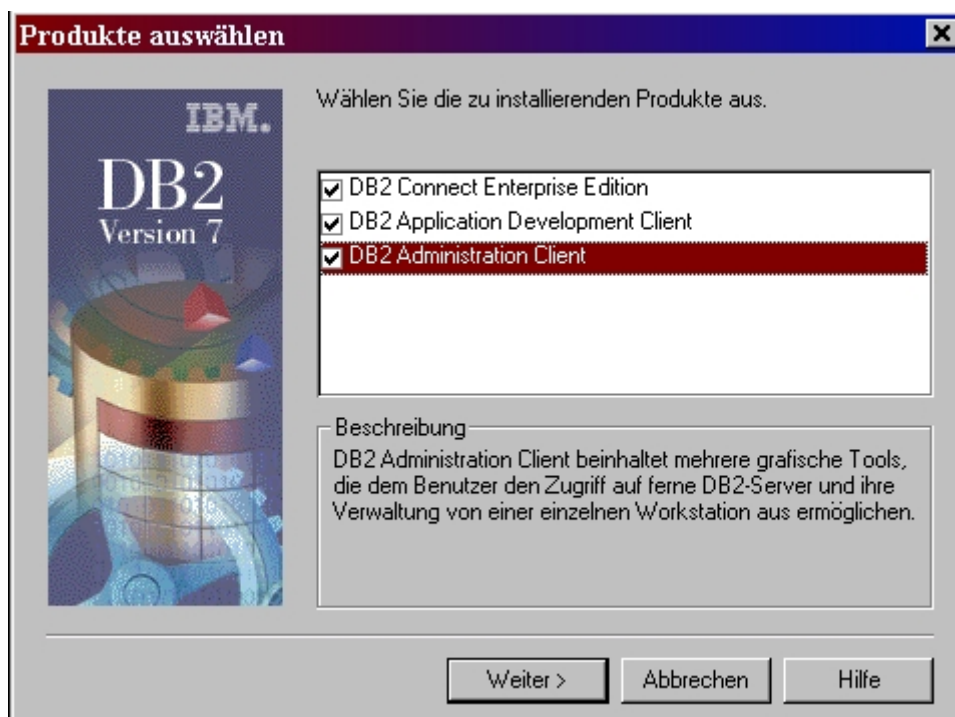 Produkte auswählen
IBM.
DB2
Version 7
Wählen Sie die zu installierenden Produkte aus.
DB2 Connect Enterprise Edition
DB2 Application Development Client
DB2 Administration Client
Beschreibung
DB2 Administration Client beinhaltet mehrere grafische Tools,
die dem Benutzer den Zugriff auf ferne DB2-Server und ihre
Verwaltung von einer einzelnen Workstation aus ermöglichen.
Weiter >
Abbrechen
Hilfe